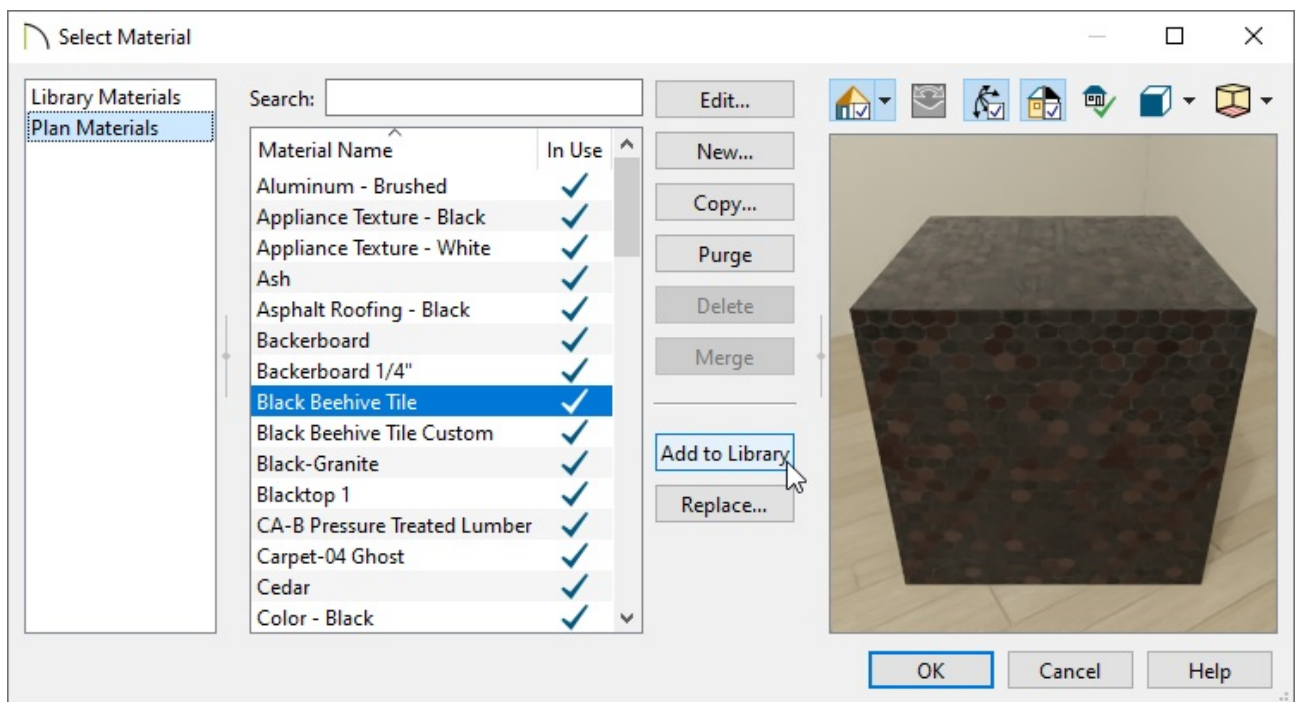 Select Material
Library Materials
Plan Materials
Search:
Material Name In Use
Aluminum - Brushed
Appliance Texture - Black
Appliance Texture - White
Ash
Asphalt Roofing - Black
Backerboard
Backerboard 1/4"
Black Beehive Tile
Black Beehive Tile Custom
Black-Granite
Blacktop 1
CA-B Pressure Treated Lumber
Carpet-04 Ghost
Cedar
Color - Black
Edit...
New...
Copy...
Purge
Delete
Merge
Add to Library
Replace...
OK Cancel Help